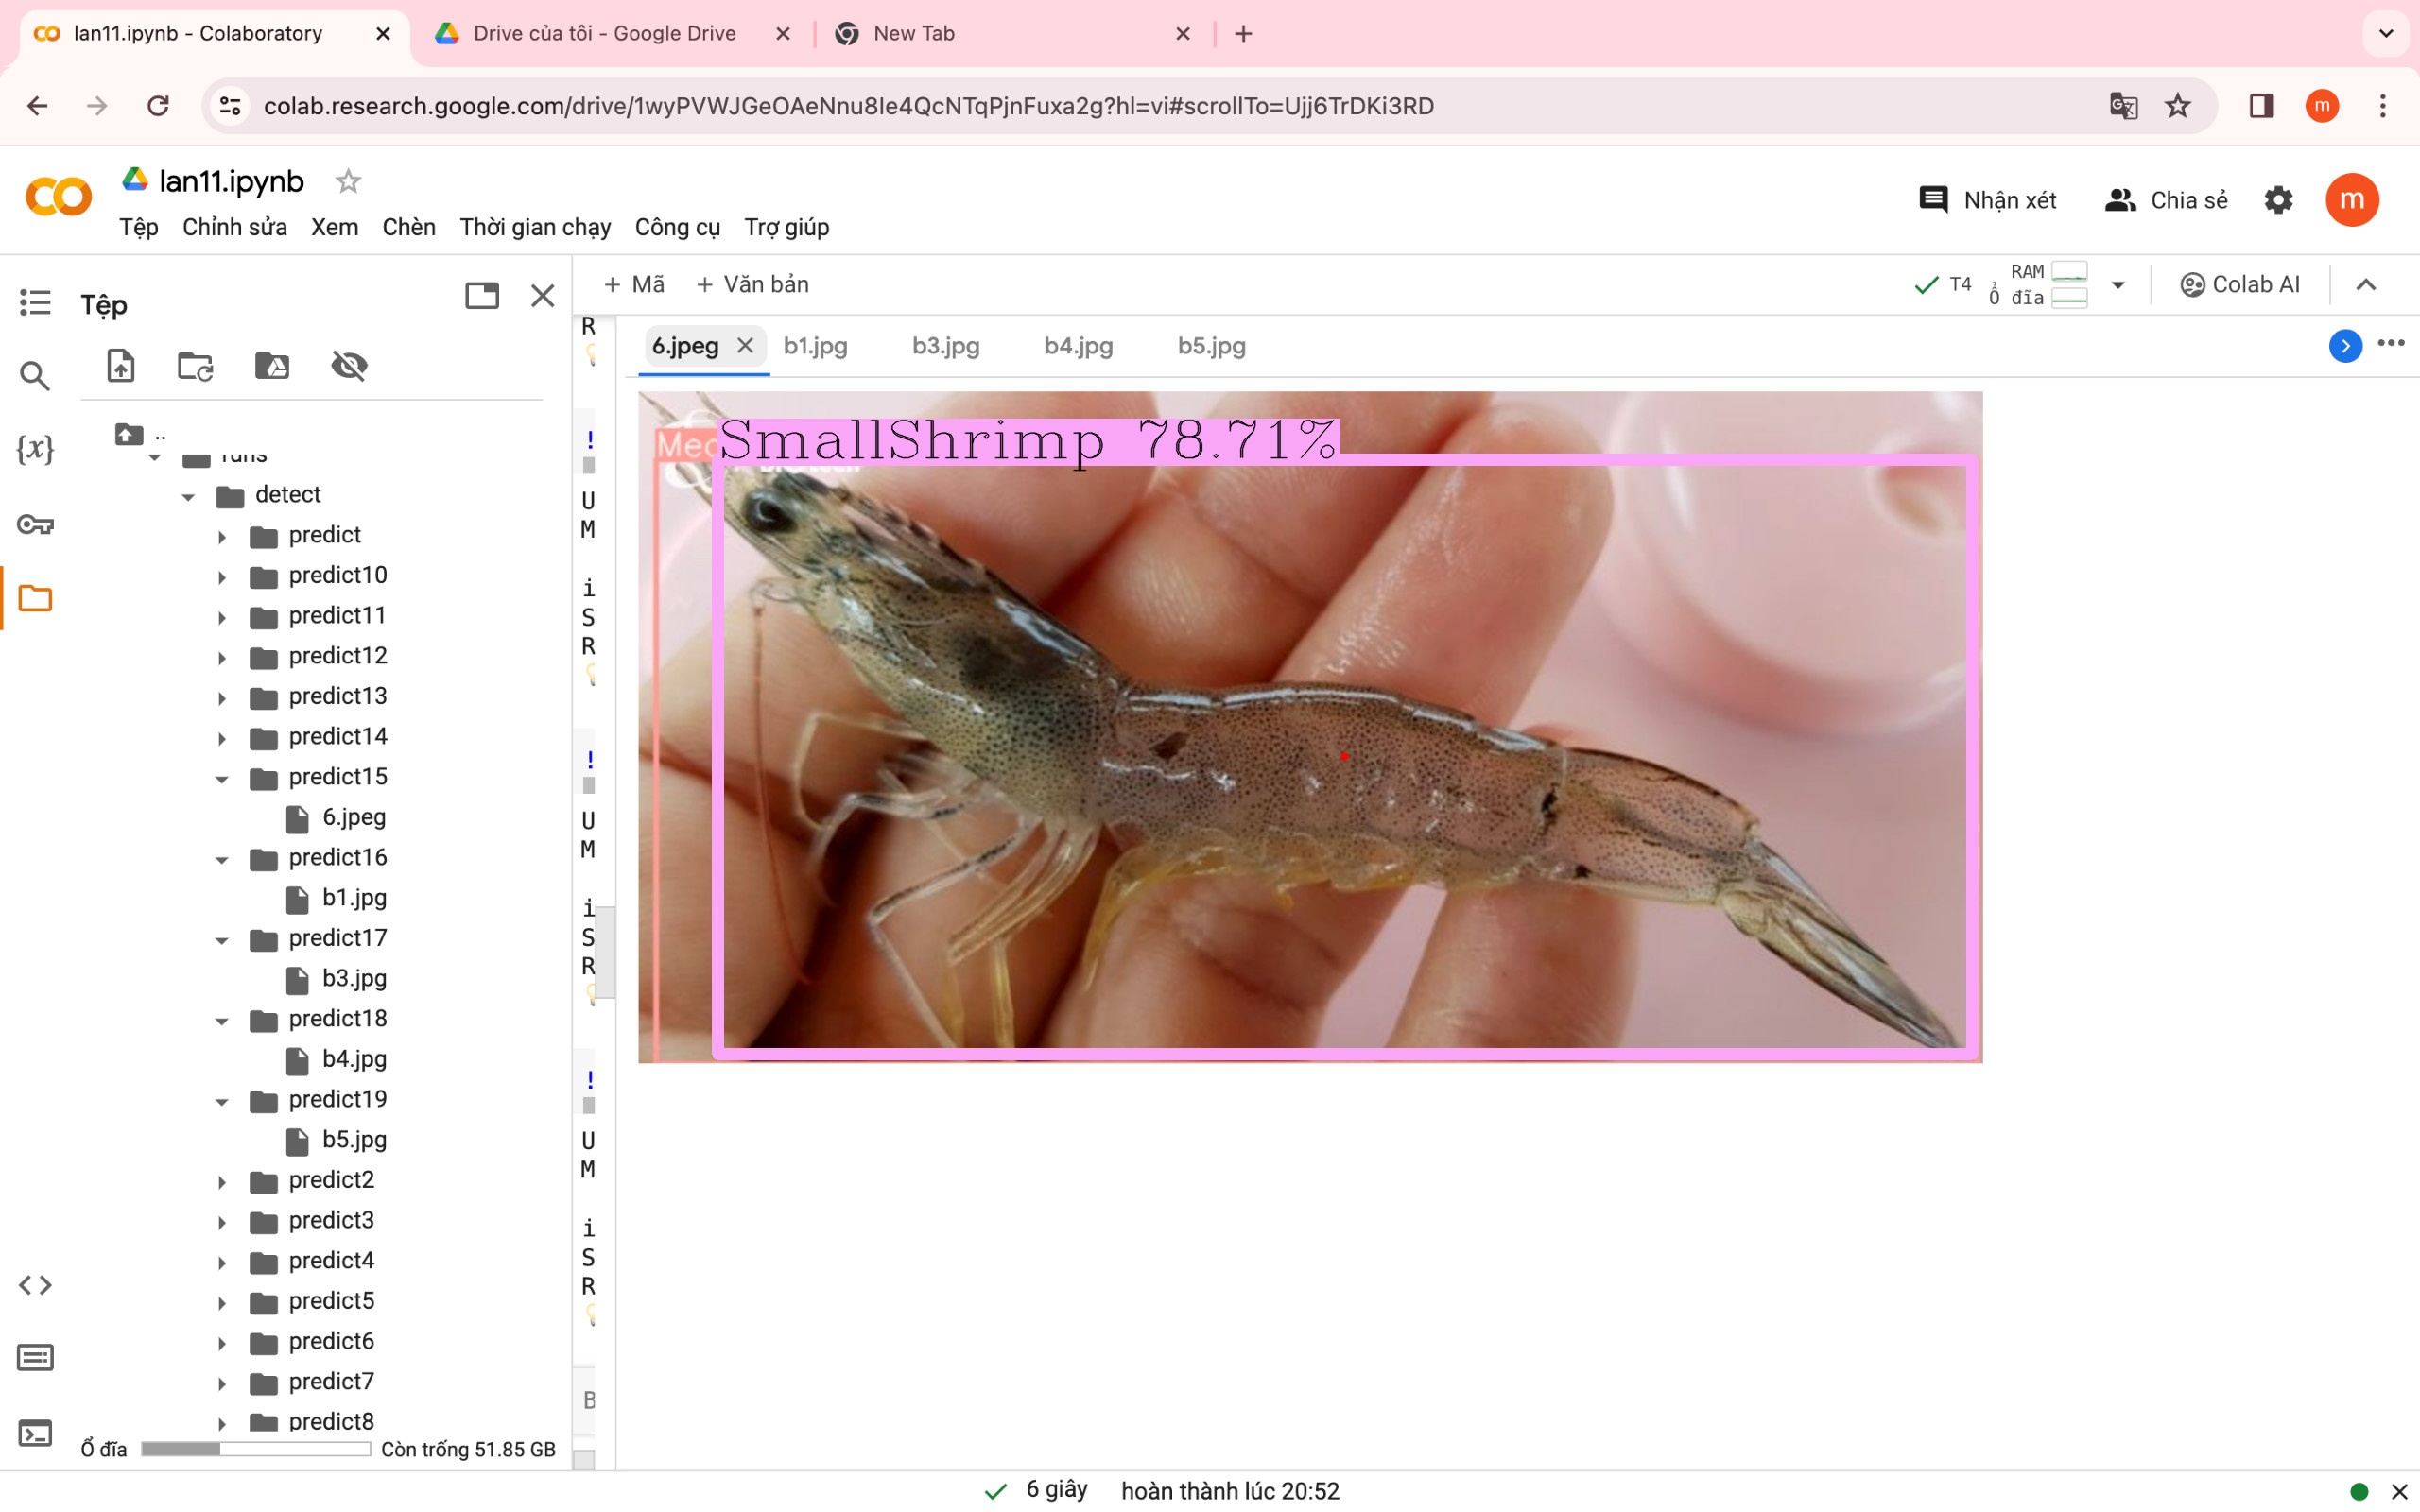 lan11.ipynb - Colaboratory
Drive của tôi - Google Drive
New Tab
colab.research.google.com/drive/1wyPVWJGeOAeNnu8Ie4QcNTqPjnFuxa2g?hl=vi#scrollTo=Ujj6TrDKi3RD
m
lan11.ipynb
Tệp Chỉnh sửa Xem Chèn Thời gian chạy Công cụ Trợ giúp
Nhận xét
Chia sẻ
m
Tệp
+ Mã + Văn bản
T4
RAM
Ổ đĩa
Colab AI
6.jpeg
b1.jpg
b3.jpg
b4.jpg
b5.jpg
{x}
..
runs
detect
predict
predict10
predict11
predict12
predict13
predict14
predict15
6.jpeg
predict16
b1.jpg
predict17
b3.jpg
predict18
b4.jpg
predict19
b5.jpg
predict2
predict3
predict4
predict5
predict6
predict7
predict8
Ổ đĩa
Còn trống 51.85 GB
R
!
U
M
i
S
R
!
U
M
i
S
R
!
U
M
i
S
R
B
SmallShrimp 78.71%
6 giây hoàn thành lúc 20:52